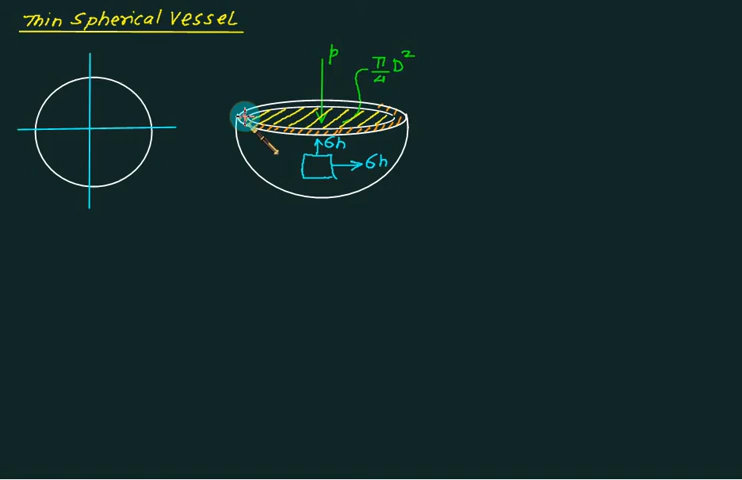 Thin Spherical Vessel
p
π/4 D²
σh
σh